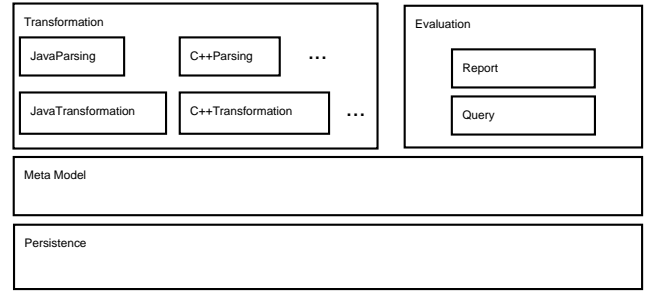 Transformation
Evaluation
JavaParsing
C++Parsing
...
Report
JavaTransformation
C++Transformation
...
Query
Meta Model
Persistence